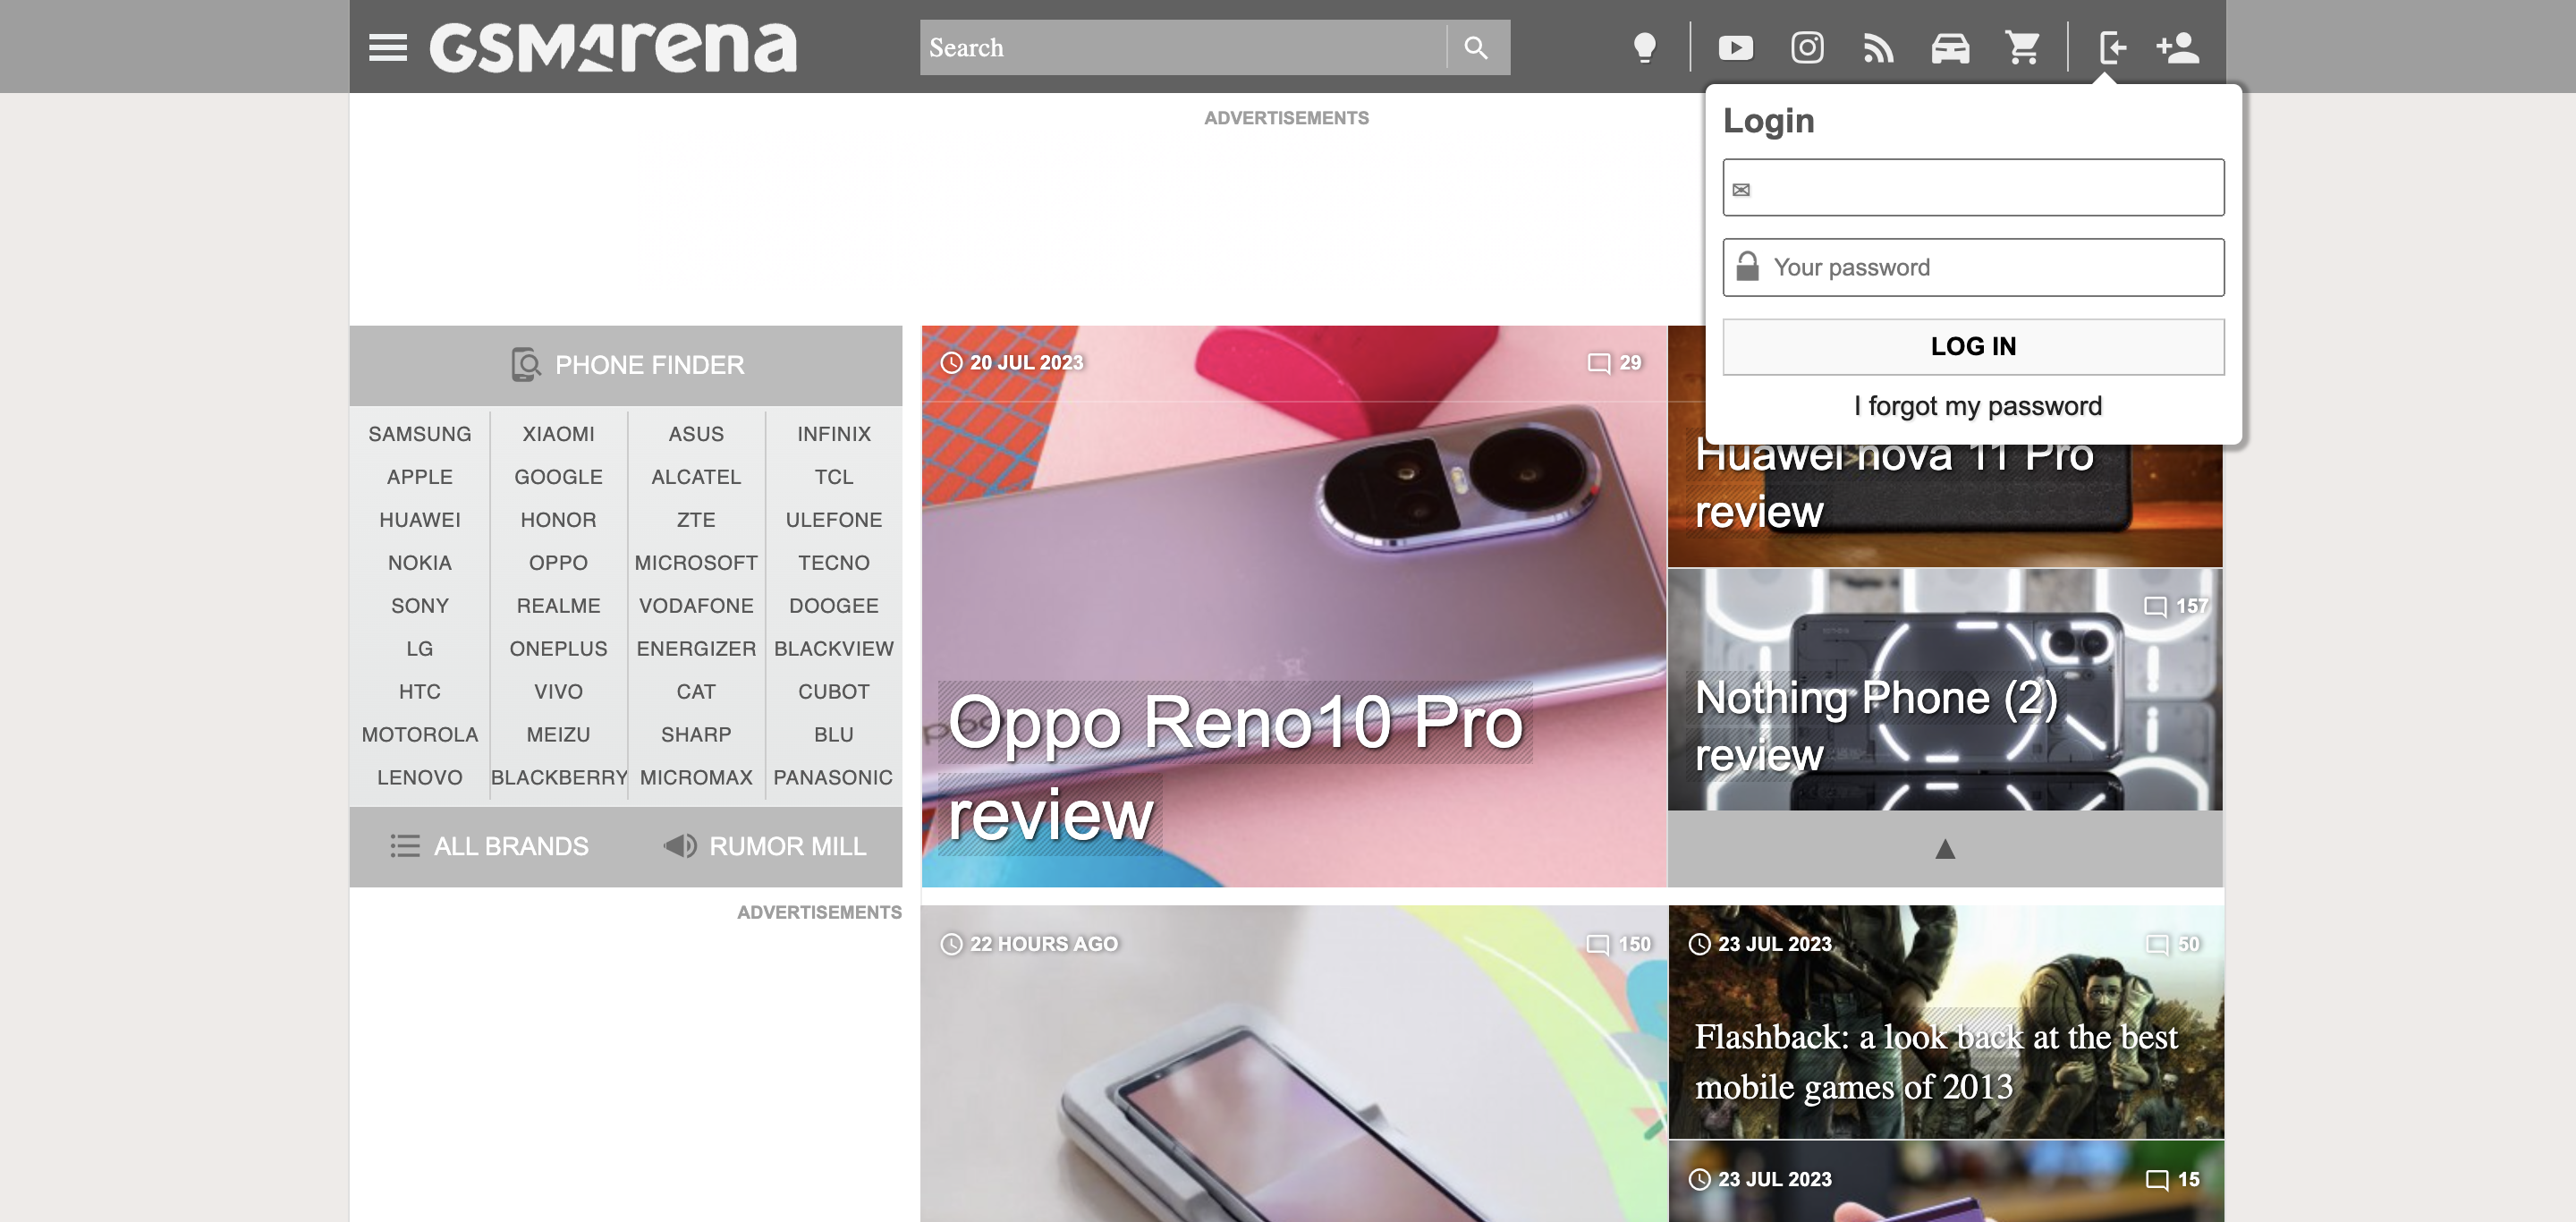 GSMArena
Search
ADVERTISEMENTS
Login
Your password
LOG IN
I forgot my password
PHONE FINDER
SAMSUNG XIAOMI ASUS INFINIX
APPLE GOOGLE ALCATEL TCL
HUAWEI HONOR ZTE ULEFONE
NOKIA OPPO MICROSOFT TECNO
SONY REALME VODAFONE DOOGEE
LG ONEPLUS ENERGIZER BLACKVIEW
HTC VIVO CAT CUBOT
MOTOROLA MEIZU SHARP BLU
LENOVO BLACKBERRY MICROMAX PANASONIC
ALL BRANDS RUMOR MILL
ADVERTISEMENTS
20 JUL 2023 29
Oppo Reno10 Pro
review
Huawei nova 11 Pro
review
157
Nothing Phone (2)
review
▲
22 HOURS AGO 150
23 JUL 2023 50
Flashback: a look back at the best
mobile games of 2013
23 JUL 2023 15